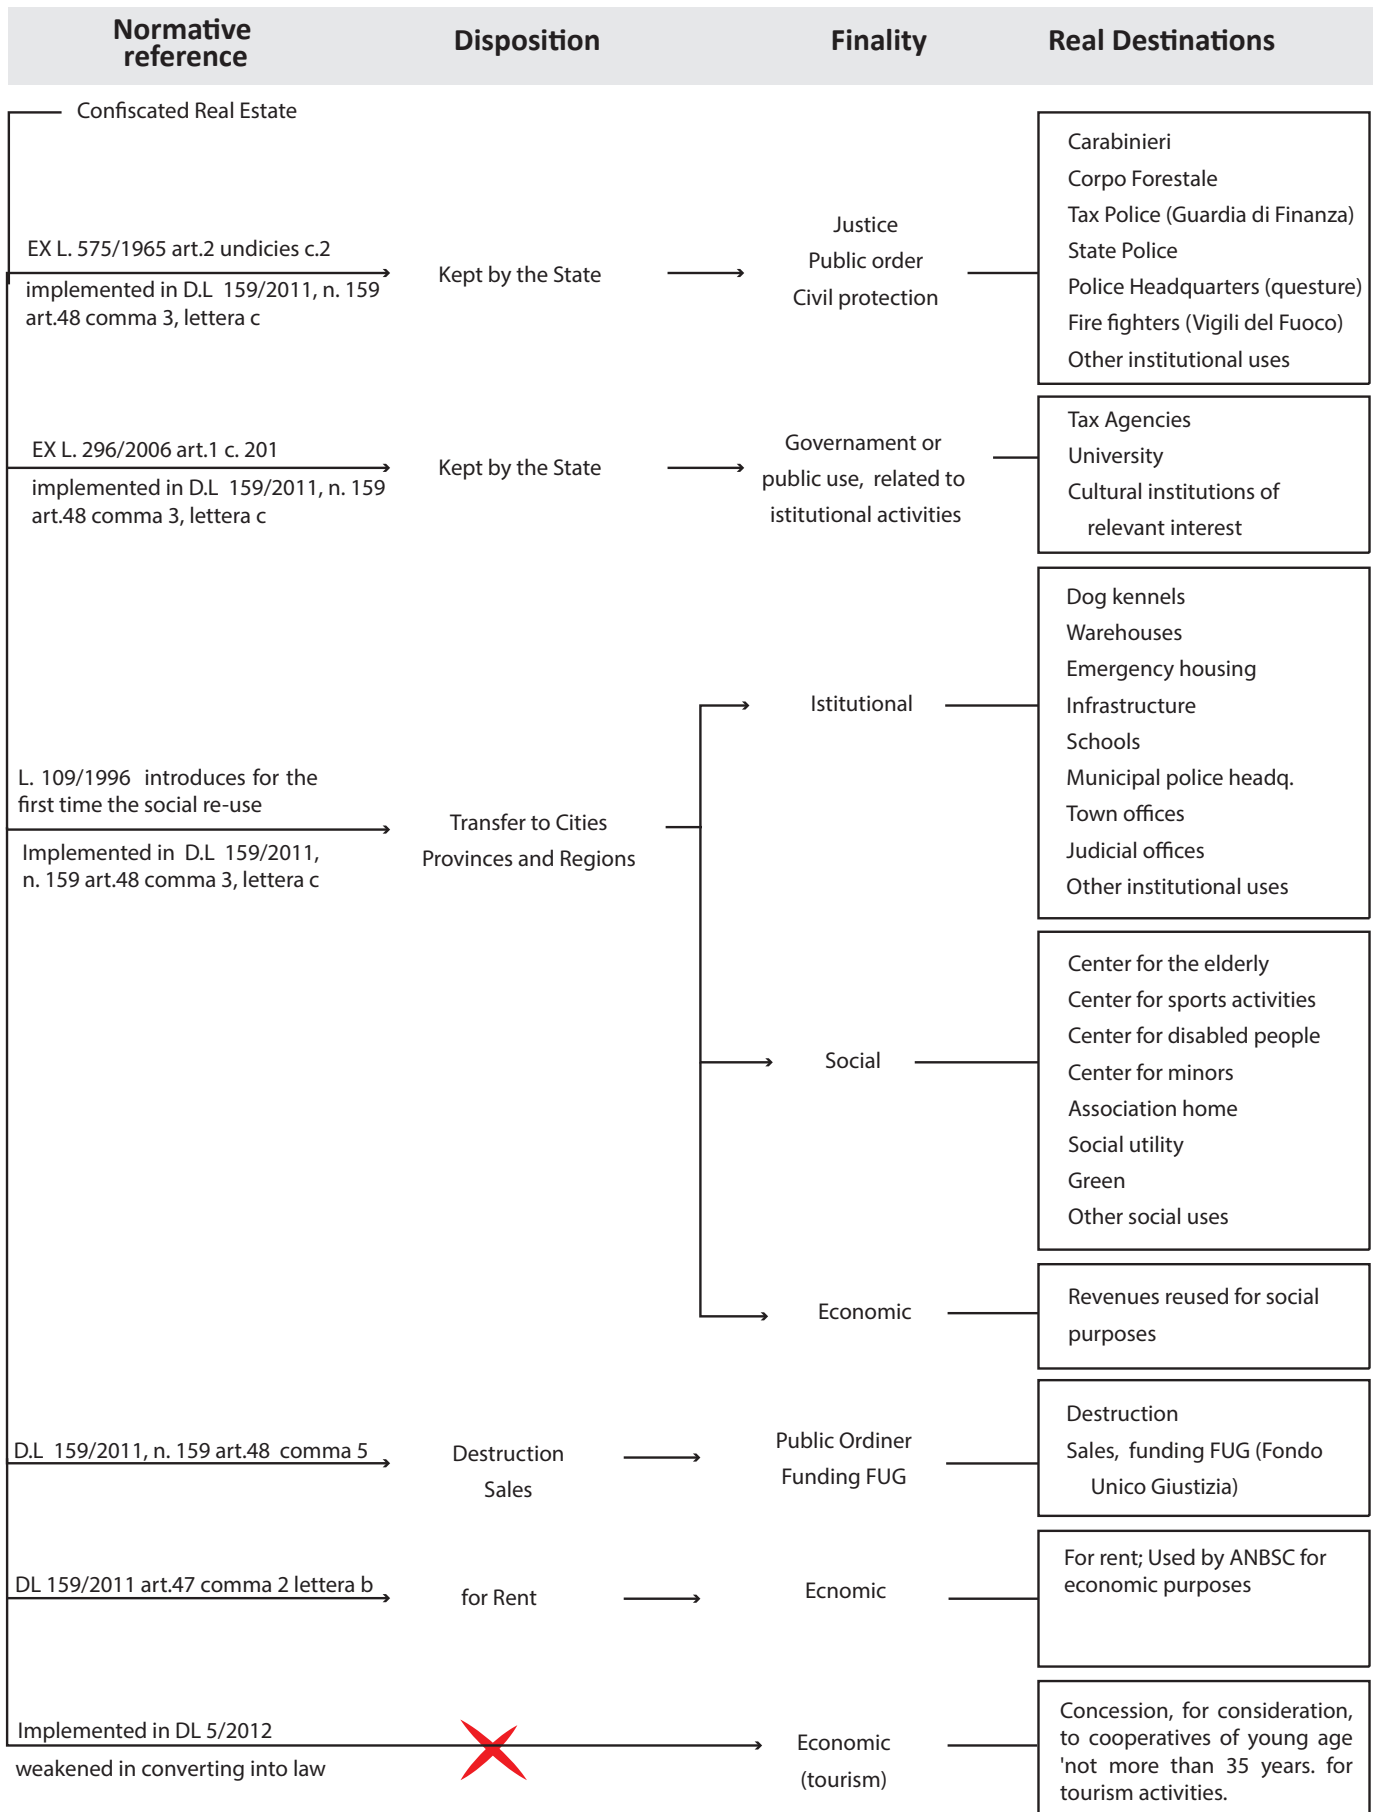 Normative
reference
Disposition
Finality
Real Destinations
Confiscated Real Estate
EX L. 575/1965 art.2 undicies c.2
implemented in D.L 159/2011, n. 159
art.48 comma 3, lettera c
Kept by the State
Justice
Public order
Civil protection
Carabinieri
Corpo Forestale
Tax Police (Guardia di Finanza)
State Police
Police Headquarters (questure)
Fire fighters (Vigili del Fuoco)
Other institutional uses
EX L. 296/2006 art.1 c. 201
implemented in D.L 159/2011, n. 159
art.48 comma 3, lettera c
Kept by the State
Governament or
public use, related to
istitutional activities
Tax Agencies
University
Cultural institutions of
relevant interest
L. 109/1996 introduces for the
first time the social re-use
Implemented in D.L 159/2011,
n. 159 art.48 comma 3, lettera c
Transfer to Cities
Provinces and Regions
Istitutional
Dog kennels
Warehouses
Emergency housing
Infrastructure
Schools
Municipal police headq.
Town offices
Judicial offices
Other institutional uses
Social
Center for the elderly
Center for sports activities
Center for disabled people
Center for minors
Association home
Social utility
Green
Other social uses
Economic
Revenues reused for social
purposes
D.L 159/2011, n. 159 art.48 comma 5
Destruction
Sales
Public Ordiner
Funding FUG
Destruction
Sales, funding FUG (Fondo
Unico Giustizia)
DL 159/2011 art.47 comma 2 lettera b
for Rent
Ecnomic
For rent; Used by ANBSC for
economic purposes
Implemented in DL 5/2012
weakened in converting into law
Economic
(tourism)
Concession, for consideration,
to cooperatives of young age
'not more than 35 years. for
tourism activities.